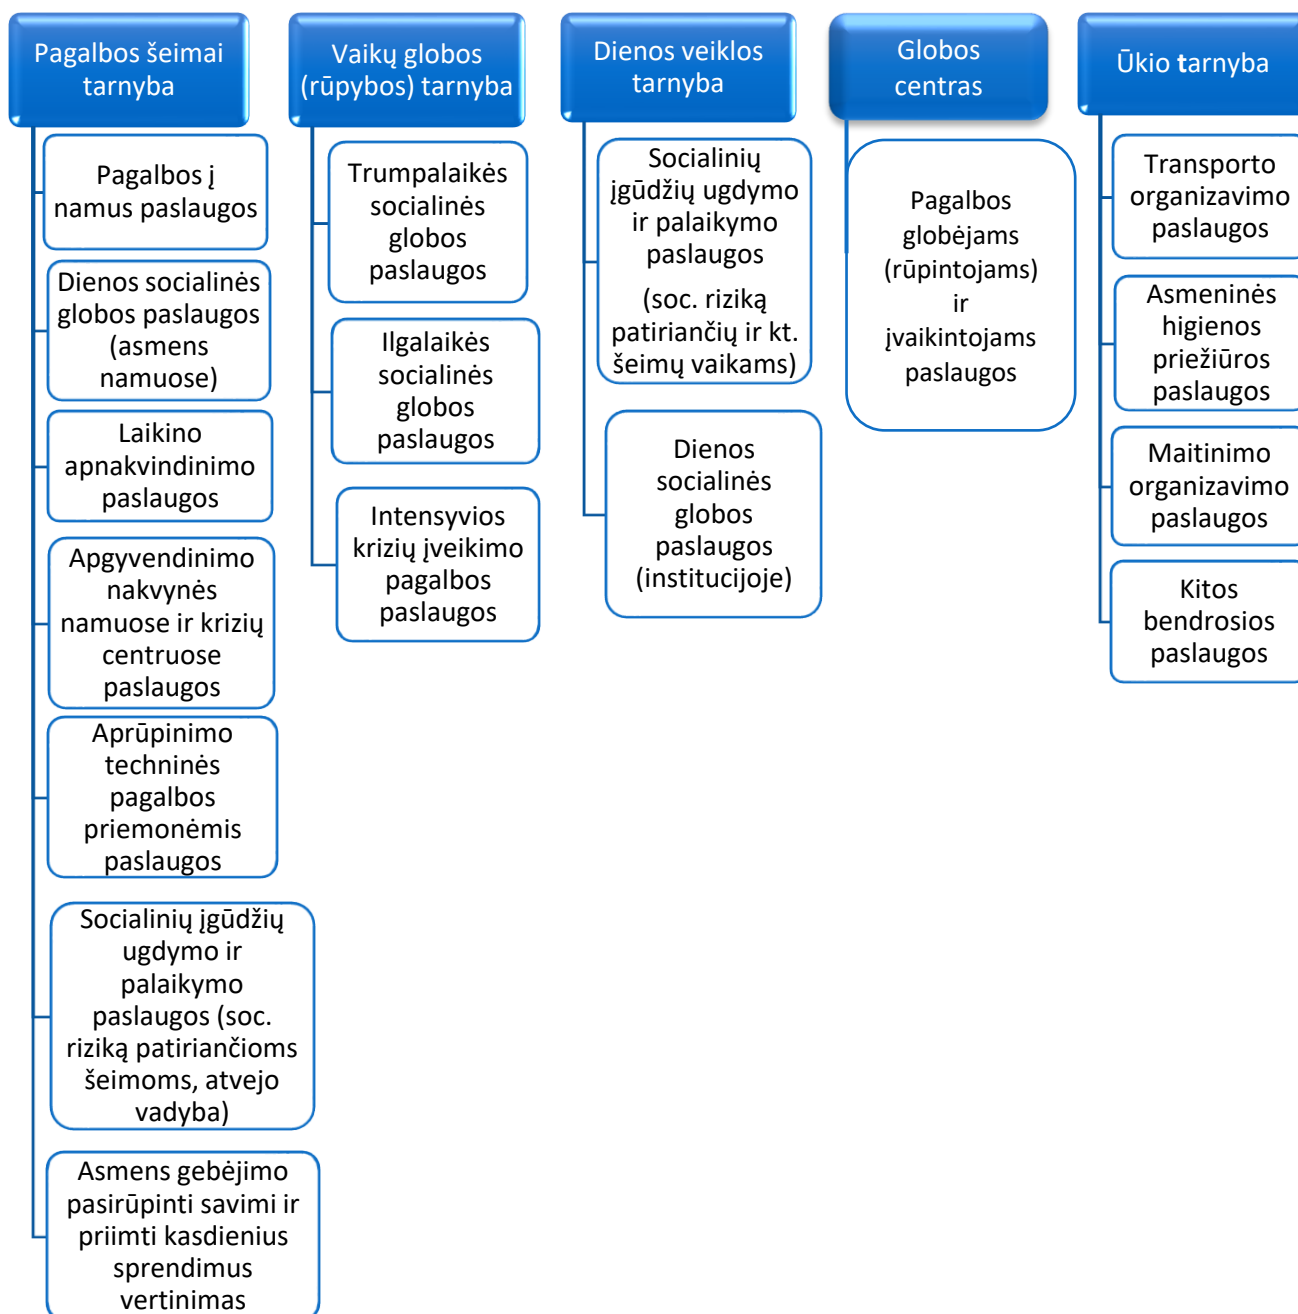 Pagalbos šeimai
tarnyba
Pagalbos į
namus paslaugos
Dienos socialinės
globos paslaugos
(asmens
namuose)
Laikino
apnakvindinimo
paslaugos
Apgyvendinimo
nakvynės
namuose ir krizių
centruose
paslaugos
Aprūpinimo
techninės
pagalbos
priemonėmis
paslaugos
Socialinių įgūdžių
ugdymo ir
palaikymo
paslaugos (soc.
riziką patiriančioms
šeimoms, atvejo
vadyba)
Asmens gebėjimo
pasirūpinti savimi ir
priimti kasdienius
sprendimus
vertinimas
Vaikų globos
(rūpybos) tarnyba
Trumpalaikės
socialinės
globos
paslaugos
Ilgalaikės
socialinės
globos
paslaugos
Intensyvios
krizių įveikimo
pagalbos
paslaugos
Dienos veiklos
tarnyba
Socialinių
įgūdžių ugdymo
ir palaikymo
paslaugos
(soc. riziką
patiriančių ir kt.
šeimų vaikams)
Dienos
socialinės
globos
paslaugos
(institucijoje)
Globos
centras
Pagalbos
globėjams
(rūpintojams)
ir
įvaikintojams
paslaugos
Ūkio tarnyba
Transporto
organizavimo
paslaugos
Asmeninės
higienos
priežiūros
paslaugos
Maitinimo
organizavimo
paslaugos
Kitos
bendrosios
paslaugos